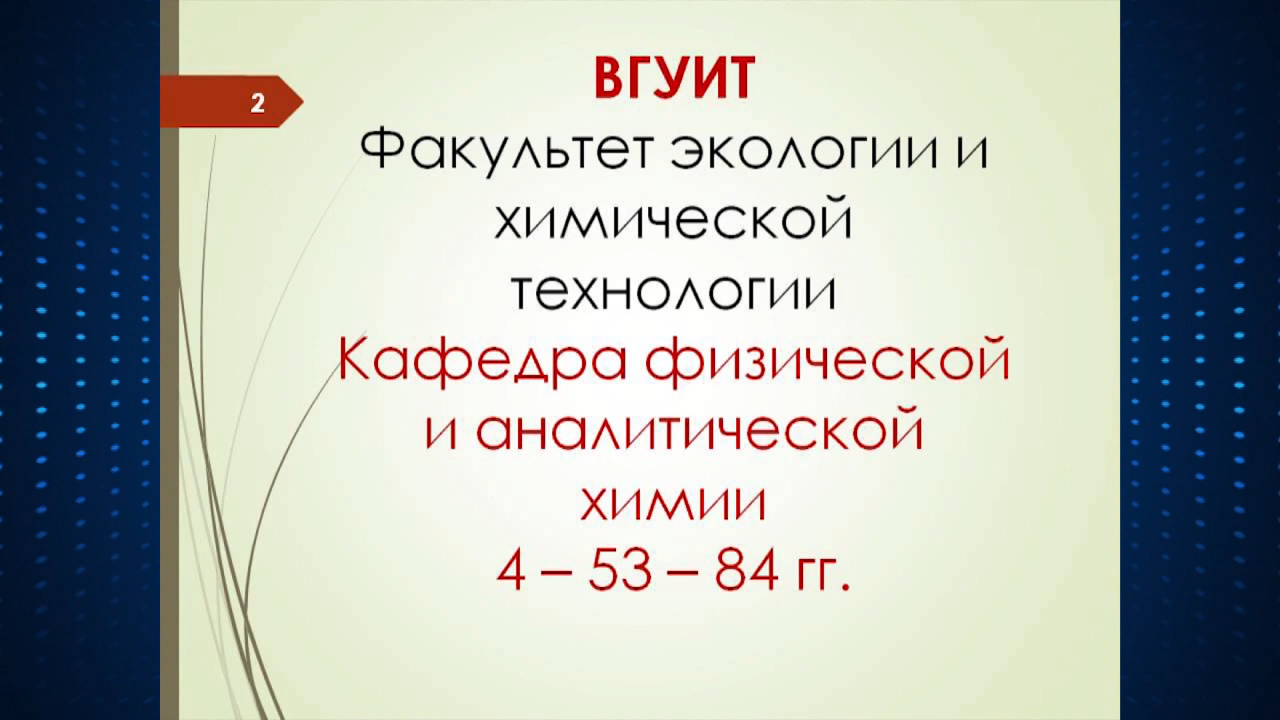 2
ВГУИТ
Факультет экологии и
химической
технологии
Кафедра физической
и аналитической
химии
4 – 53 – 84 гг.